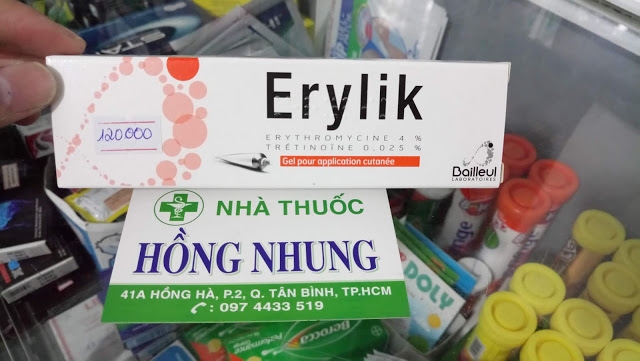 Erylik
ERYTHROMYCINE 4 %
TRÉTINOÏNE 0,025 %
Gel pour application cutanée
120000
Bailleul
LABORATOIRES
NHÀ THUỐC
HỒNG NHUNG
41A HỒNG HÀ, P.2, Q. TÂN BÌNH, TP.HCM
: 097 4433 519
DOLY
Berocca
Performance